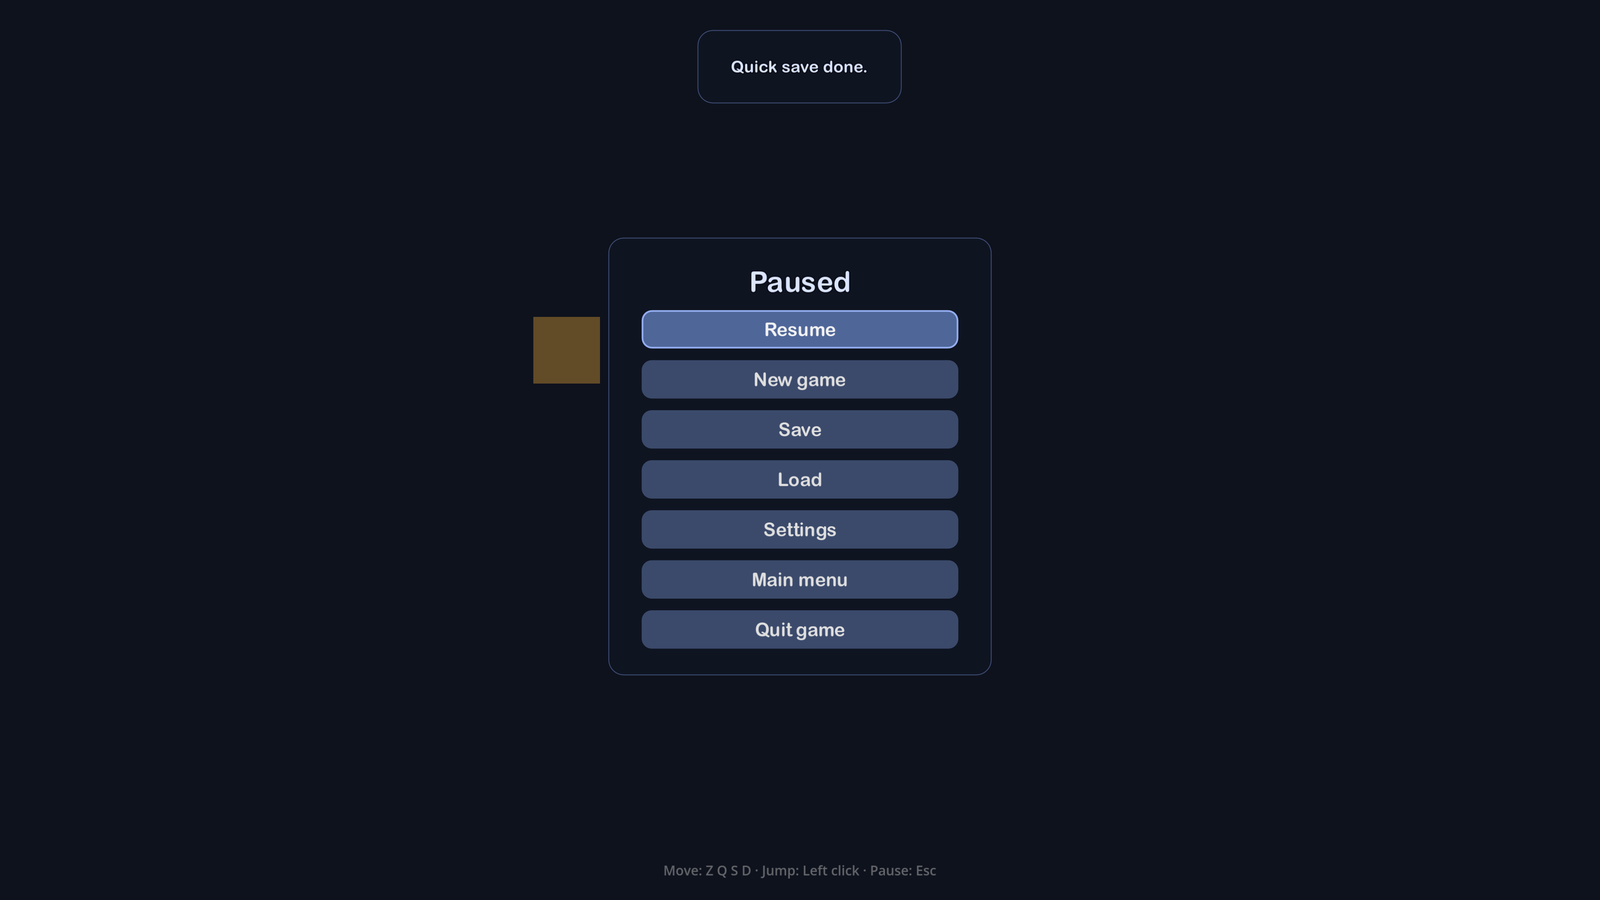 Quick save done.
Paused
Resume
New game
Save
Load
Settings
Main menu
Quit game
Move: Z Q S D · Jump: Left click · Pause: Esc